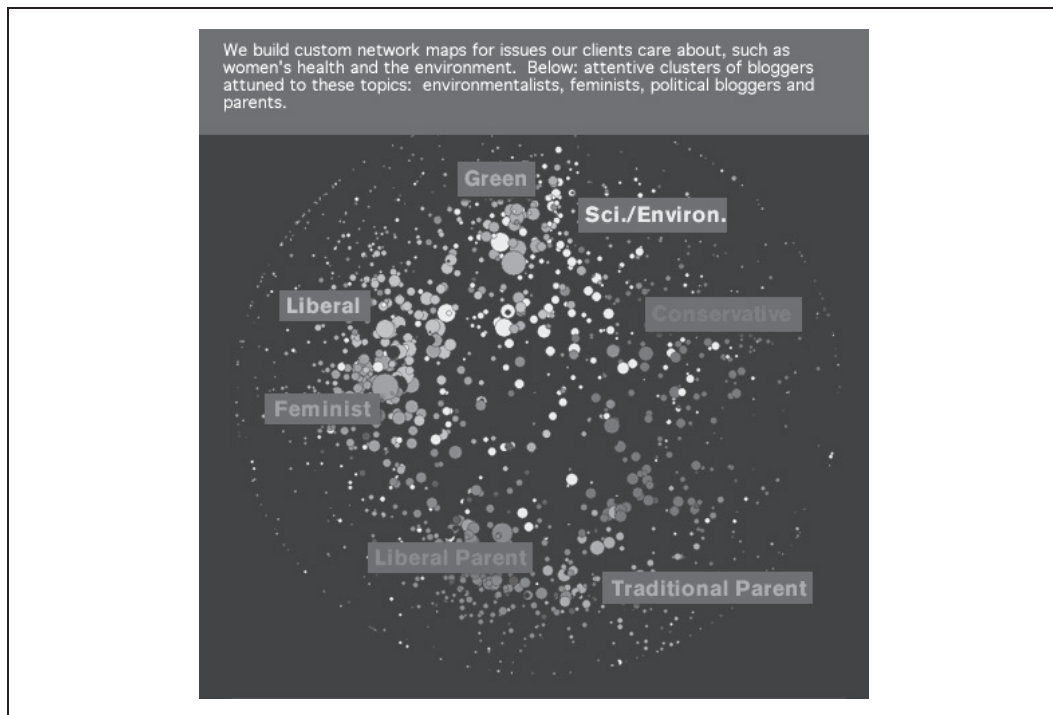 We build custom network maps for issues our clients care about, such as
women's health and the environment.  Below: attentive clusters of bloggers
attuned to these topics:  environmentalists, feminists, political bloggers and
parents.
Green
Sci./Environ.
Liberal
Conservative
Feminist
Liberal Parent
Traditional Parent